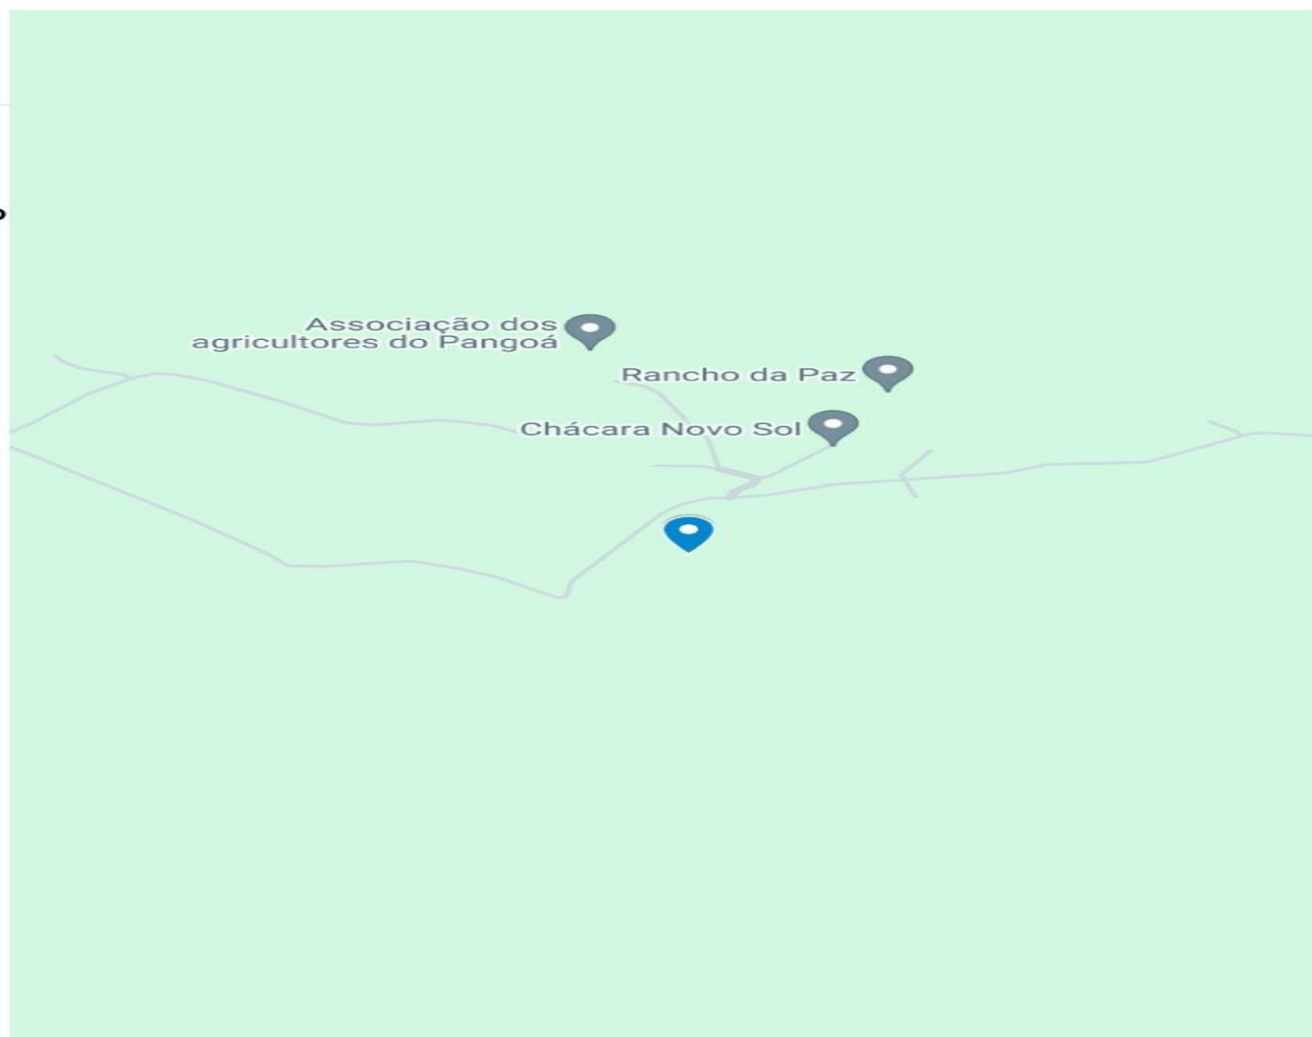 Associação dos
agricultores do Pangoá
Rancho da Paz
Chácara Novo Sol